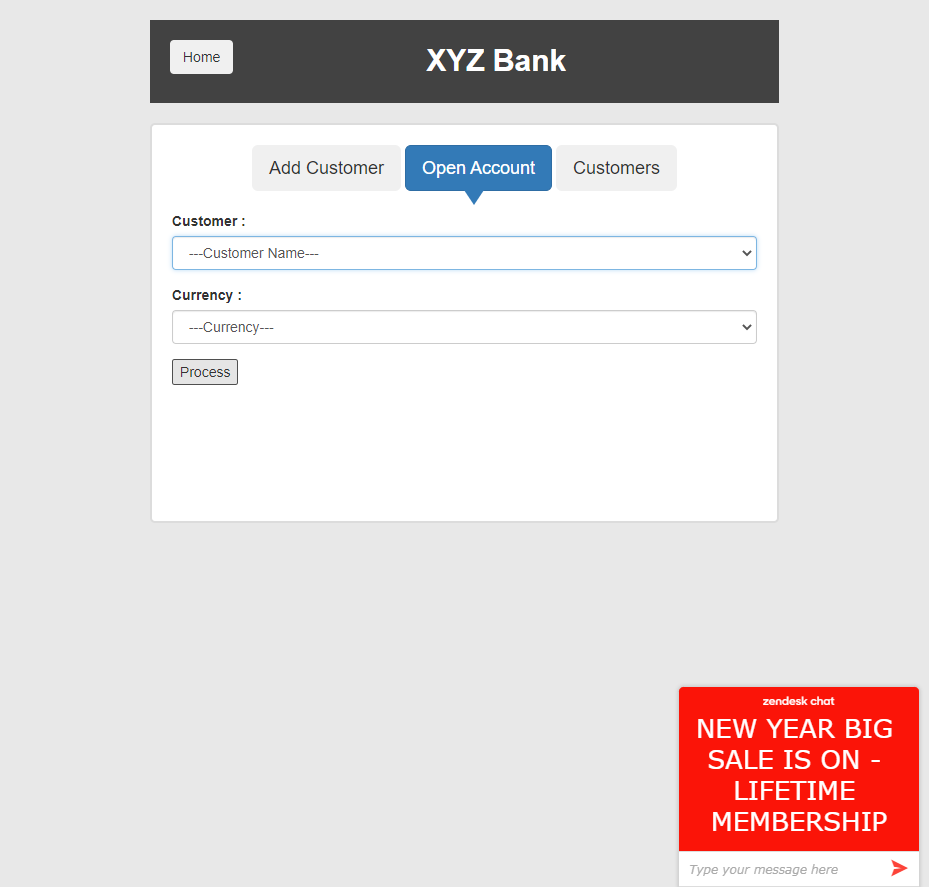 Home
XYZ Bank
Add Customer
Open Account
Customers
Customer :
---Customer Name---
Currency :
---Currency---
Process
zendesk chat
NEW YEAR BIG
SALE IS ON -
LIFETIME
MEMBERSHIP
Type your message here